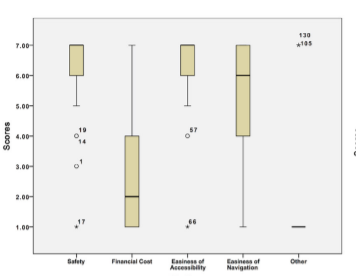 130
7.00
*105
6.00
5.00
19
57
4.00
14
Scores
1
3.00
2.00
17
66
1.00
Safety
Financial Cost
Easiness of
Accessibility
Easiness of
Navigation
Other